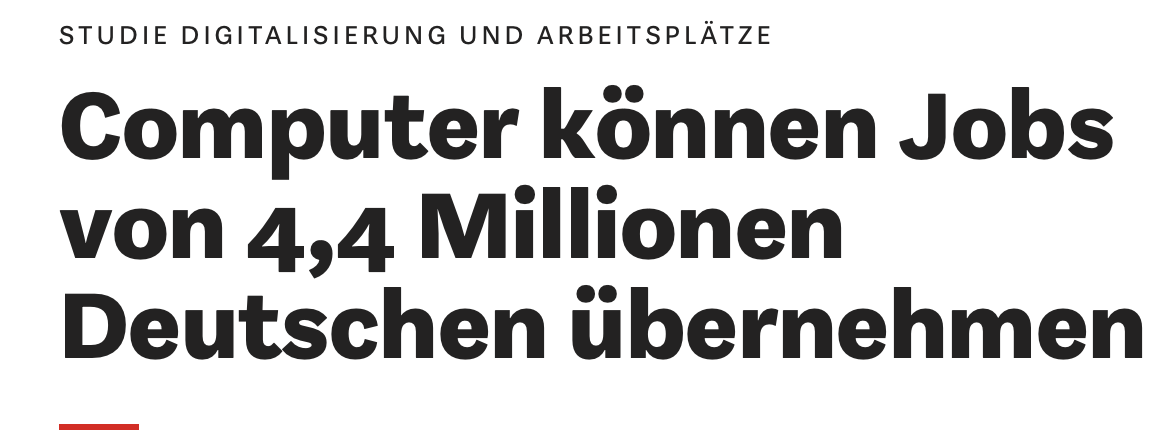 STUDIE DIGITALISIERUNG UND ARBEITSPLÄTZE
Computer können Jobs
von 4,4 Millionen
Deutschen übernehmen